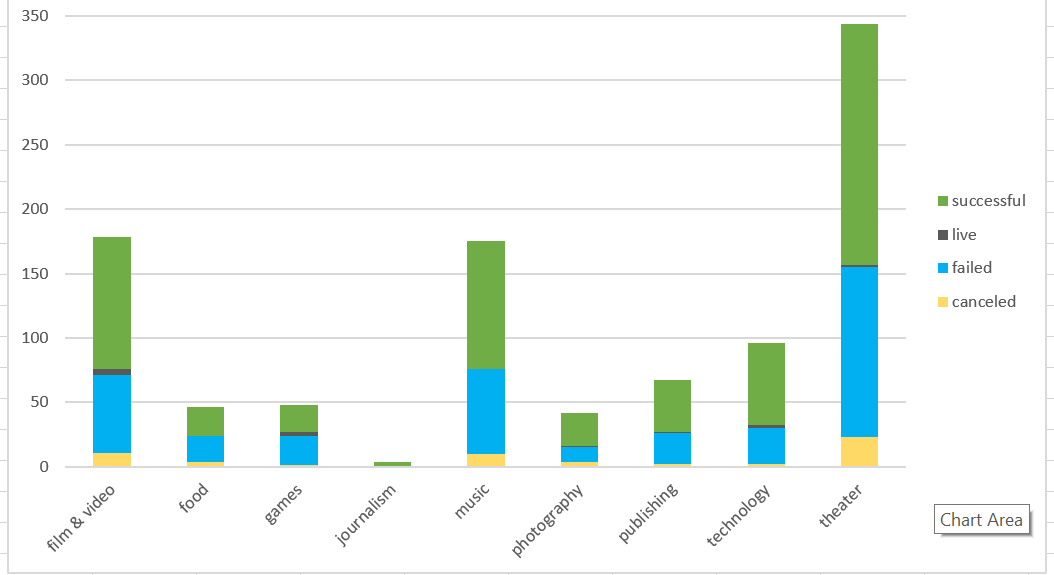 350
300
250
200
150
100
50
0
film & video
food
games
journalism
music
photography
publishing
technology
theater
successful
live
failed
canceled
Chart Area